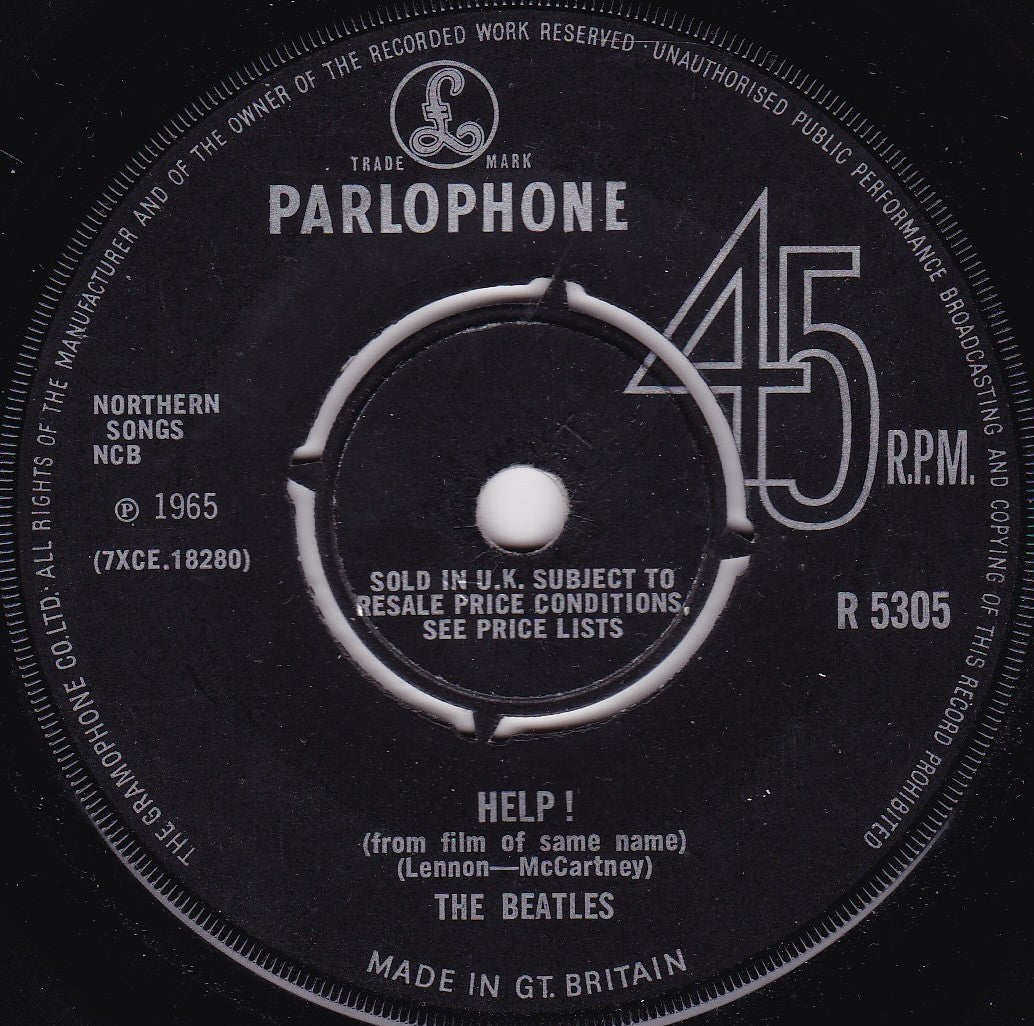 THE GRAMOPHONE CO. LTD. ALL RIGHTS OF THE MANUFACTURER AND OF THE OWNER OF THE RECORDED WORK RESERVED · UNAUTHORISED PUBLIC PERFORMANCE BROADCASTING AND COPYING OF THIS RECORD PROHIBITED
£
TRADE MARK
PARLOPHONE
45 R.P.M.
NORTHERN
SONGS
NCB
℗ 1965
(7XCE.18280)
SOLD IN U.K. SUBJECT TO
RESALE PRICE CONDITIONS,
SEE PRICE LISTS
R 5305
HELP !
(from film of same name)
(Lennon—McCartney)
THE BEATLES
MADE IN GT. BRITAIN